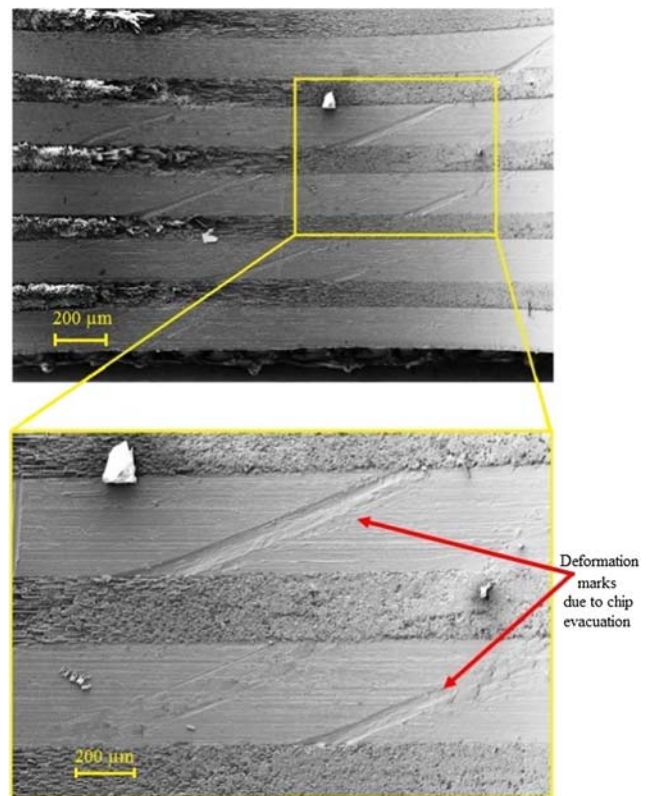 200 µm
Deformation
marks
due to chip
evacuation
200 µm